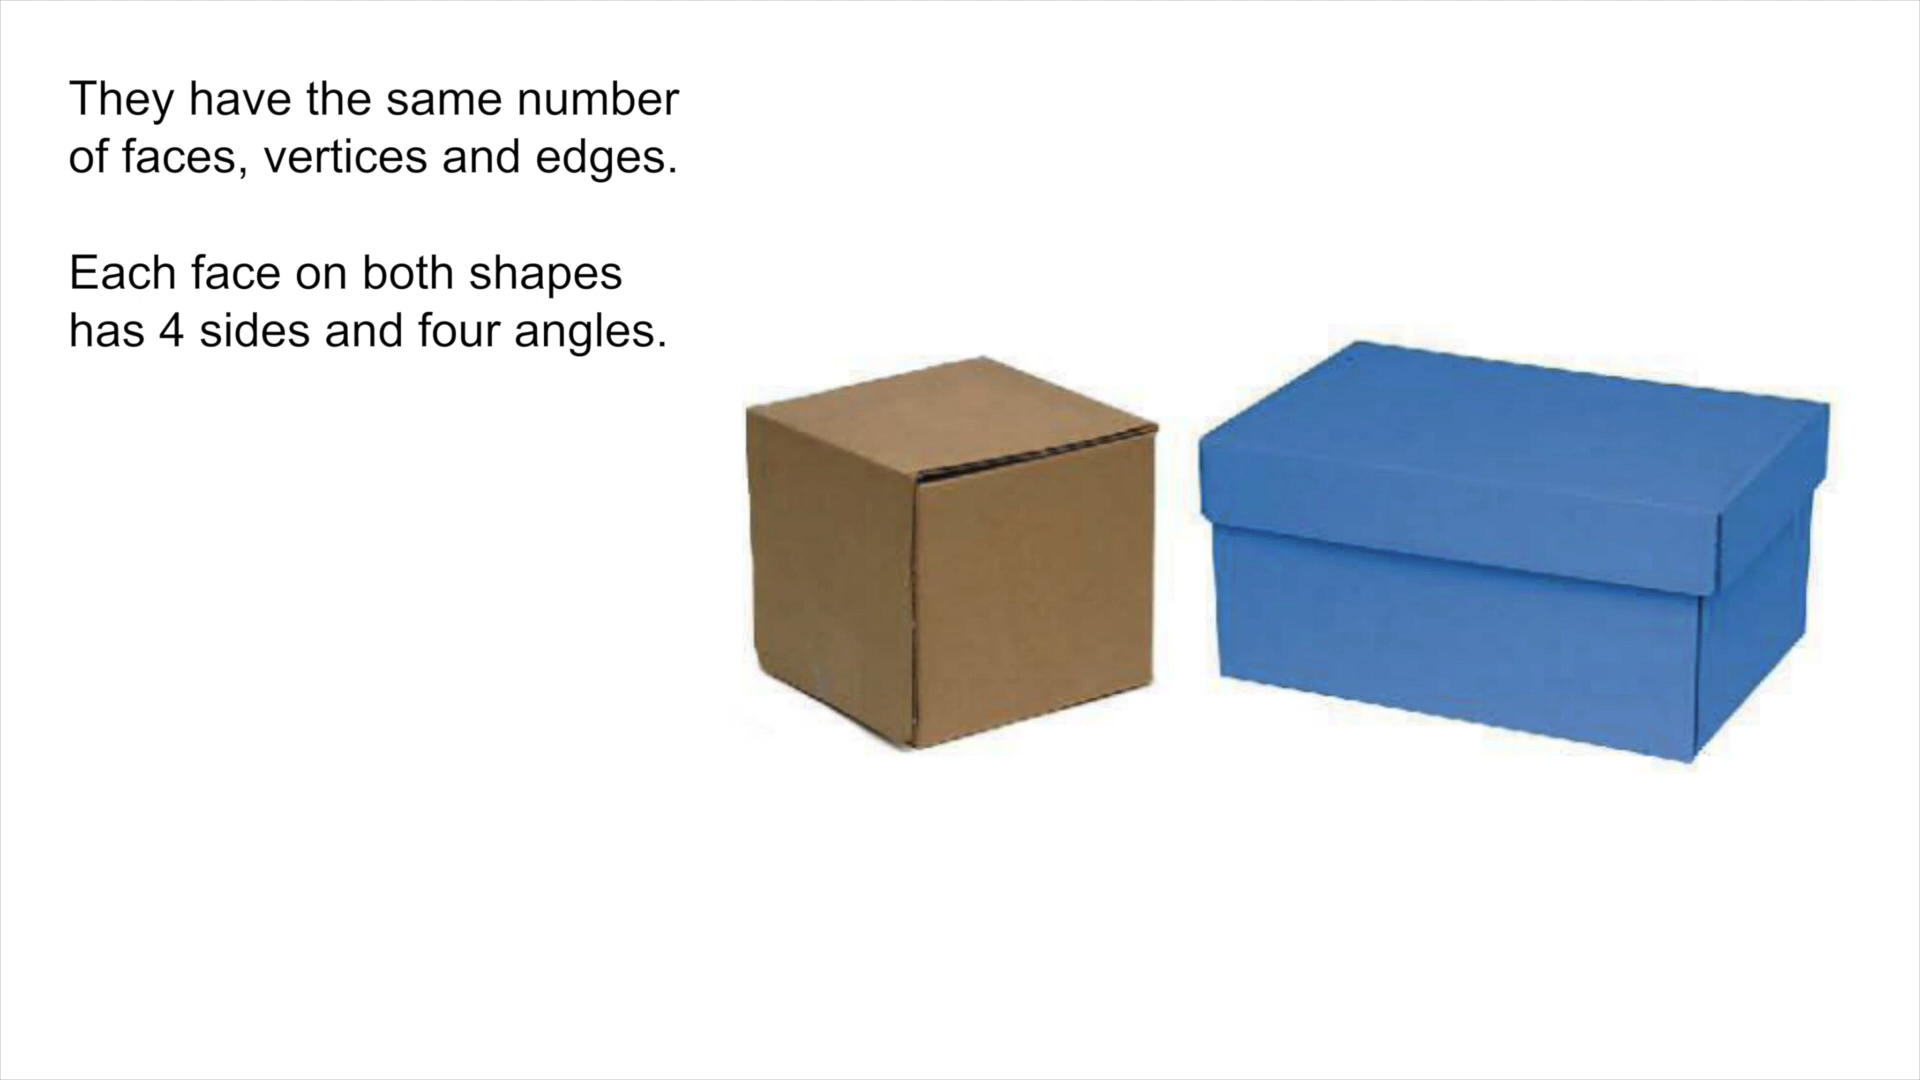 They have the same number
of faces, vertices and edges.
Each face on both shapes
has 4 sides and four angles.